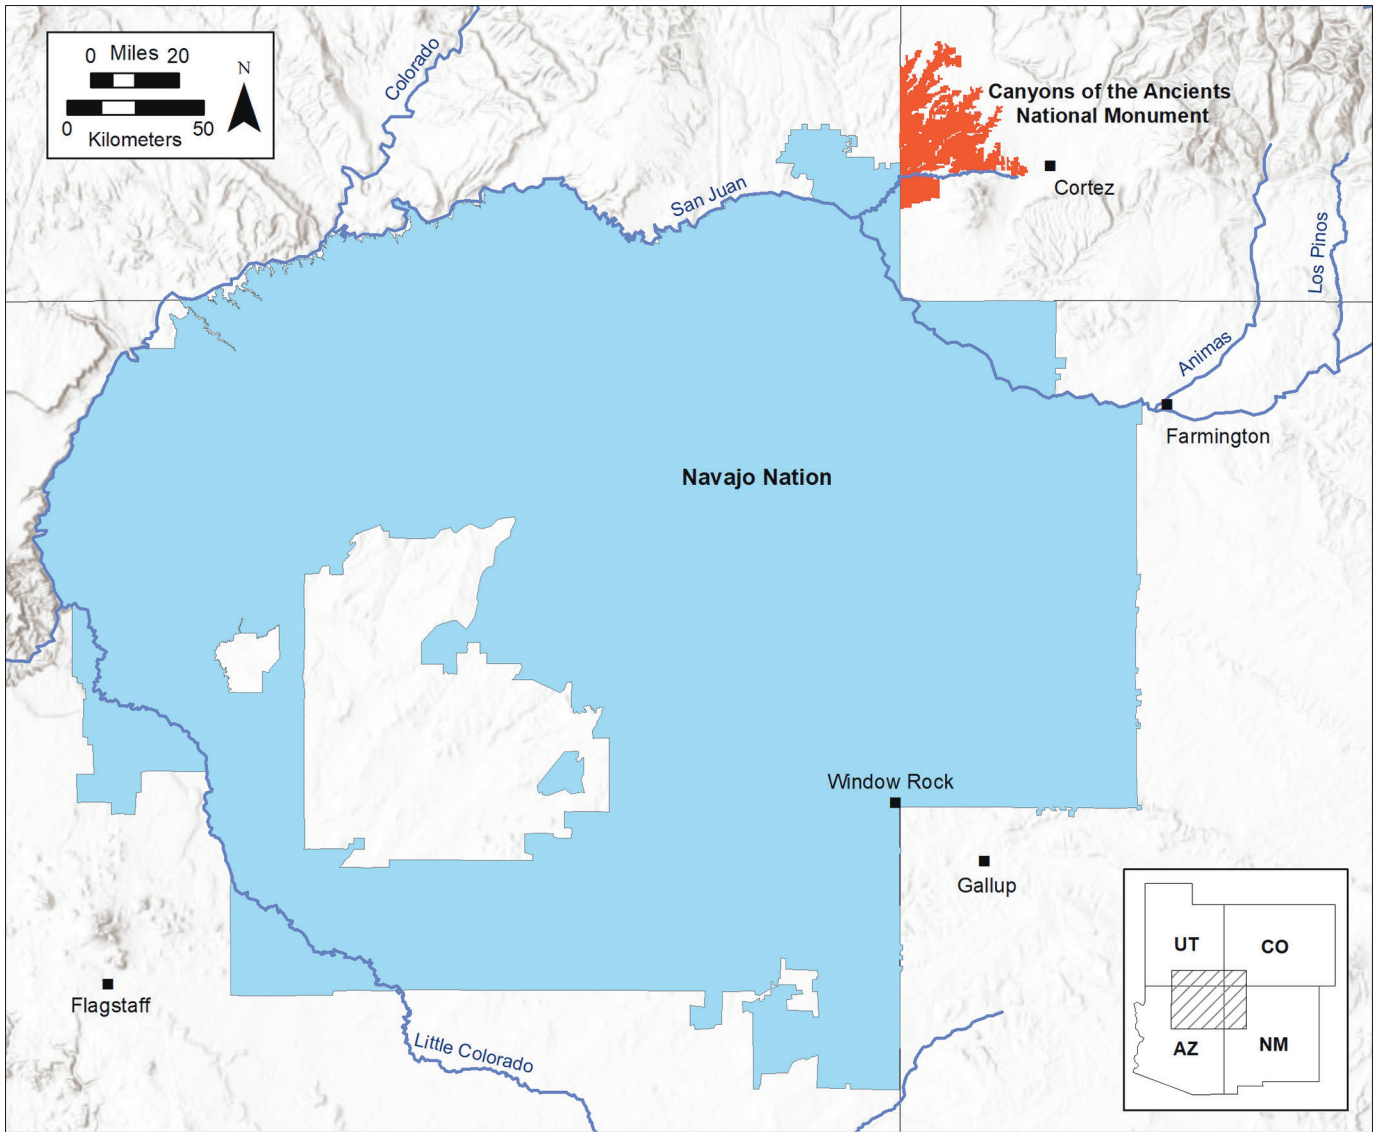 0 Miles 20
N
0 50
Kilometers
Colorado
Canyons of the Ancients
National Monument
Cortez
San Juan
Los Pinos
Animas
Farmington
Navajo Nation
Window Rock
Gallup
Flagstaff
Little Colorado
UT CO
AZ NM